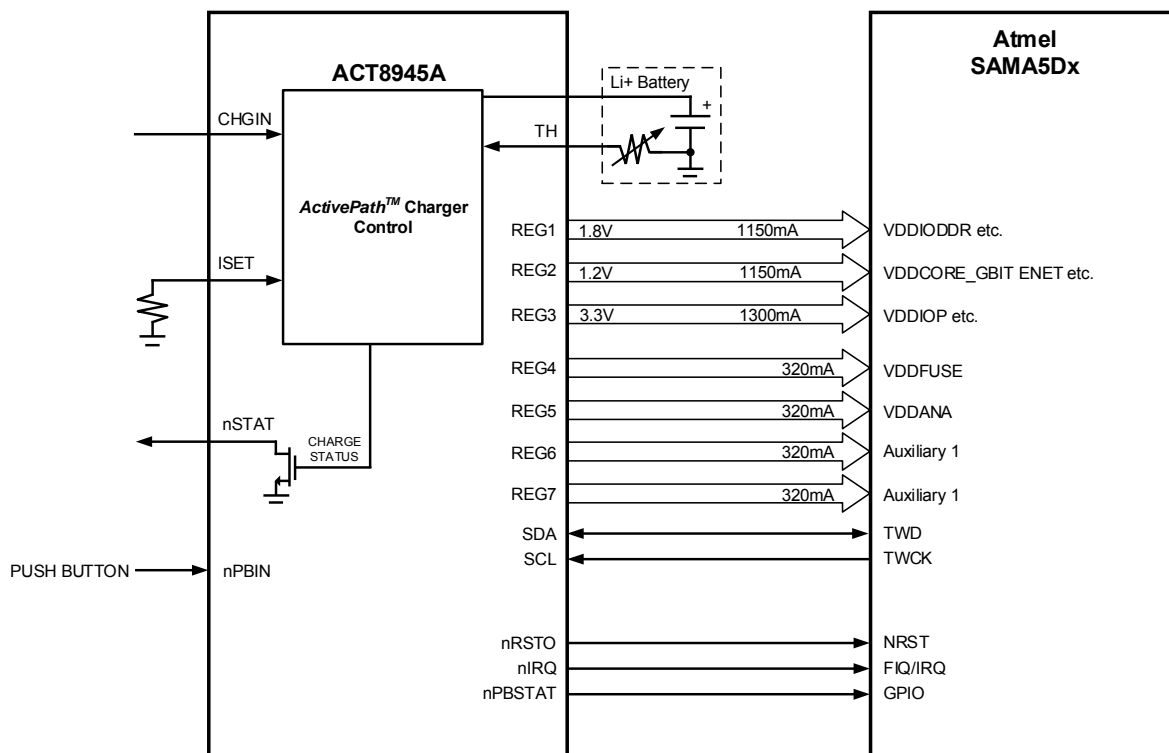 Atmel
SAMA5Dx
ACT8945A
Li+ Battery
+
CHGIN
TH
ActivePath™ Charger
Control
ISET
REG1 1.8V 1150mA VDDIODDR etc.
REG2 1.2V 1150mA VDDCORE_GBIT ENET etc.
REG3 3.3V 1300mA VDDIOP etc.
REG4 320mA VDDFUSE
REG5 320mA VDDANA
nSTAT
CHARGE
STATUS
REG6 320mA Auxiliary 1
REG7 320mA Auxiliary 1
SDA TWD
SCL TWCK
PUSH BUTTON nPBIN
nRSTO NRST
nIRQ FIQ/IRQ
nPBSTAT GPIO